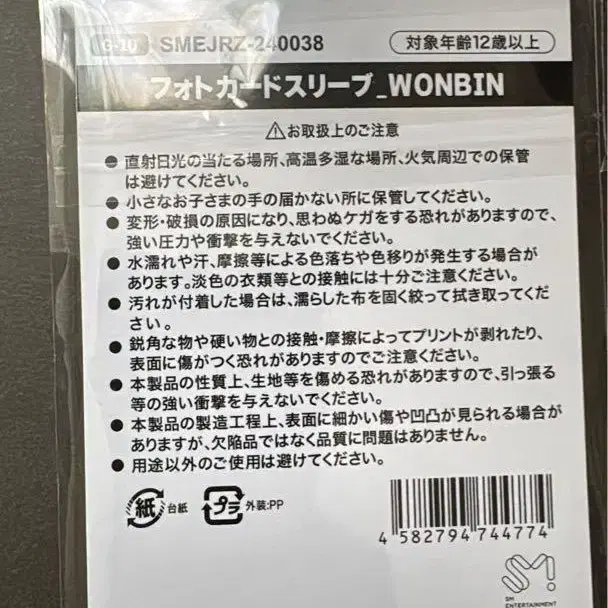 G-10 SMEJRZ-240038 対象年齢12歳以上
フォトカードスリーブ_WONBIN
⚠お取扱上のご注意
● 直射日光の当たる場所、高温多湿な場所、火気周辺での保管
は避けてください。
● 小さなお子さまの手の届かない所に保管してください。
● 変形・破損の原因になり、思わぬケガをする恐れがありますので、
強い圧力や衝撃を与えないでください。
● 水濡れや汗、摩擦等による色落ちや色移りが発生する場合が
あります。淡色の衣類等との接触には十分ご注意ください。
● 汚れが付着した場合は、濡らした布を固く絞って拭き取ってくだ
さい。
● 鋭角な物や硬い物との接触・摩擦によってプリントが剥れたり、
表面に傷がつく恐れがありますのでご注意ください。
● 本製品の性質上、生地等を傷める恐れがありますので、引っ張る
等の強い衝撃を与えないでください。
● 本製品の製造工程上、表面に細かい傷や凹凸が見られる場合が
ありますが、欠陥品ではなく品質に問題はありません。
● 用途以外のご使用は避けてください。
紙 台紙 プラ 外装:PP
4 582794 744774
SM
SM
ENTERTAINMENT